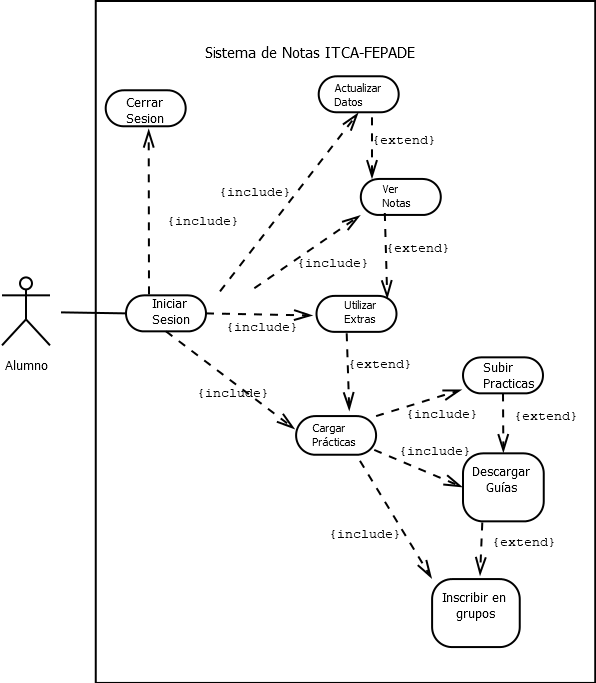 Sistema de Notas ITCA-FEPADE
Cerrar
Sesion
Actualizar
Datos
{extend}
{include}
Ver
Notas
{include}
{extend}
{include}
Iniciar
Sesion
Utilizar
Extras
{include}
Alumno
{extend}
Subir
Practicas
{include}
{include}
{extend}
Cargar
Prácticas
{include}
Descargar
Guías
{include}
{extend}
Inscribir en
grupos